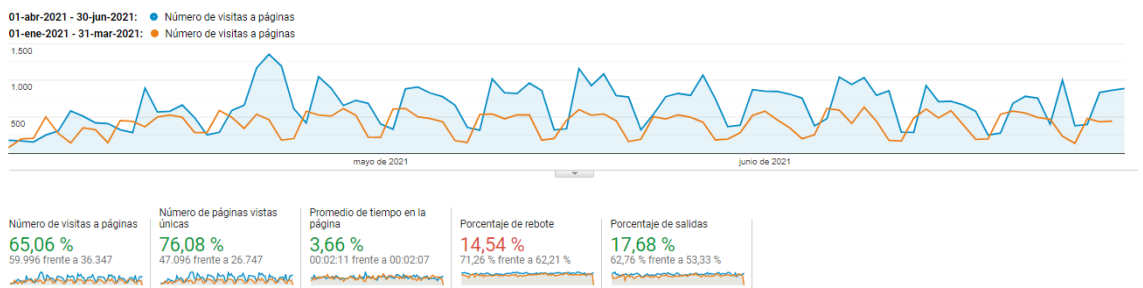 01-abr-2021 - 30-jun-2021: Número de visitas a páginas
01-ene-2021 - 31-mar-2021: Número de visitas a páginas
1.500
1.000
500
mayo de 2021
junio de 2021
Número de visitas a páginas
65,06 %
59.996 frente a 36.347
Número de páginas vistas
únicas
76,08 %
47.096 frente a 26.747
Promedio de tiempo en la
página
3,66 %
00:02:11 frente a 00:02:07
Porcentaje de rebote
14,54 %
71,26 % frente a 62,21 %
Porcentaje de salidas
17,68 %
62,76 % frente a 53,33 %